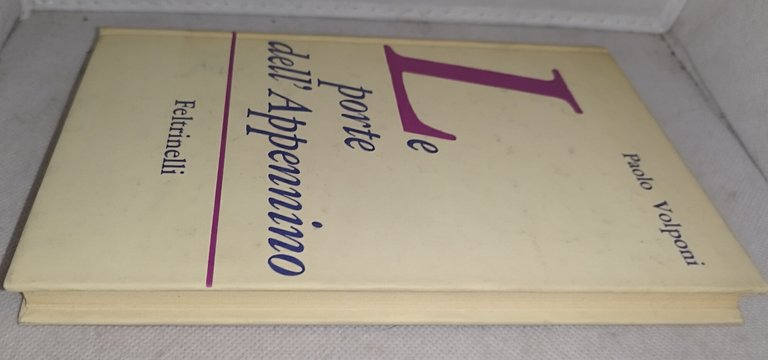 Paolo Volponi
Le
porte
dell'Appennino
Feltrinelli